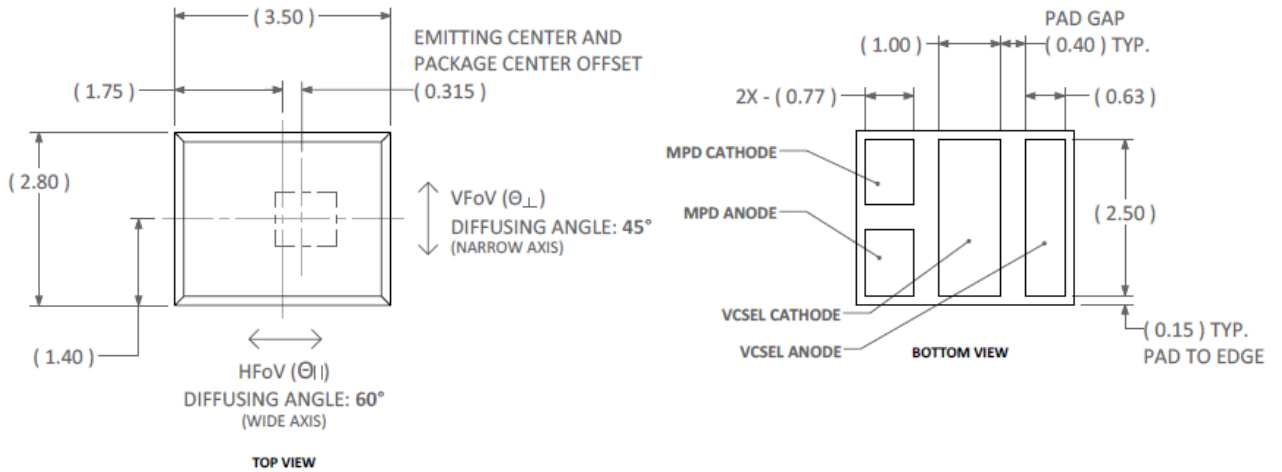 ( 3.50 )
EMITTING CENTER AND
PACKAGE CENTER OFFSET
( 1.75 )
( 0.315 )
( 2.80 )
VFoV (Θ⊥)
DIFFUSING ANGLE: 45°
(NARROW AXIS)
( 1.40 )
HFoV (Θ||)
DIFFUSING ANGLE: 60°
(WIDE AXIS)
TOP VIEW
PAD GAP
( 1.00 )
( 0.40 ) TYP.
2X - ( 0.77 )
( 0.63 )
MPD CATHODE
MPD ANODE
( 2.50 )
VCSEL CATHODE
VCSEL ANODE
BOTTOM VIEW
( 0.15 ) TYP.
PAD TO EDGE